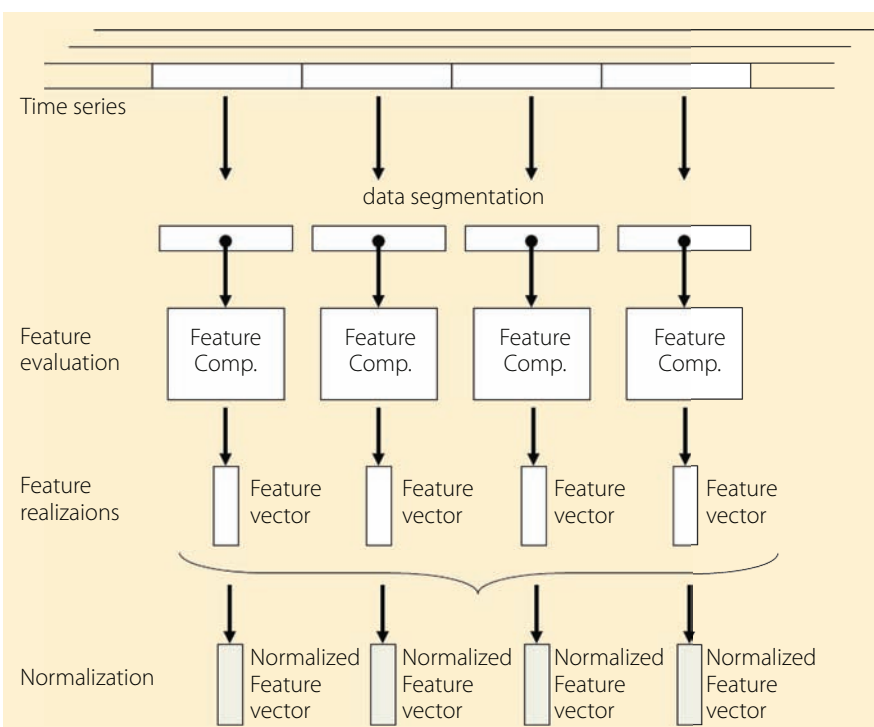 Time series
data segmentation
Feature
evaluation
Feature
Comp.
Feature
Comp.
Feature
Comp.
Feature
Comp.
Feature
realizaions
Feature
vector
Feature
vector
Feature
vector
Feature
vector
Normalization
Normalized
Feature
vector
Normalized
Feature
vector
Normalized
Feature
vector
Normalized
Feature
vector